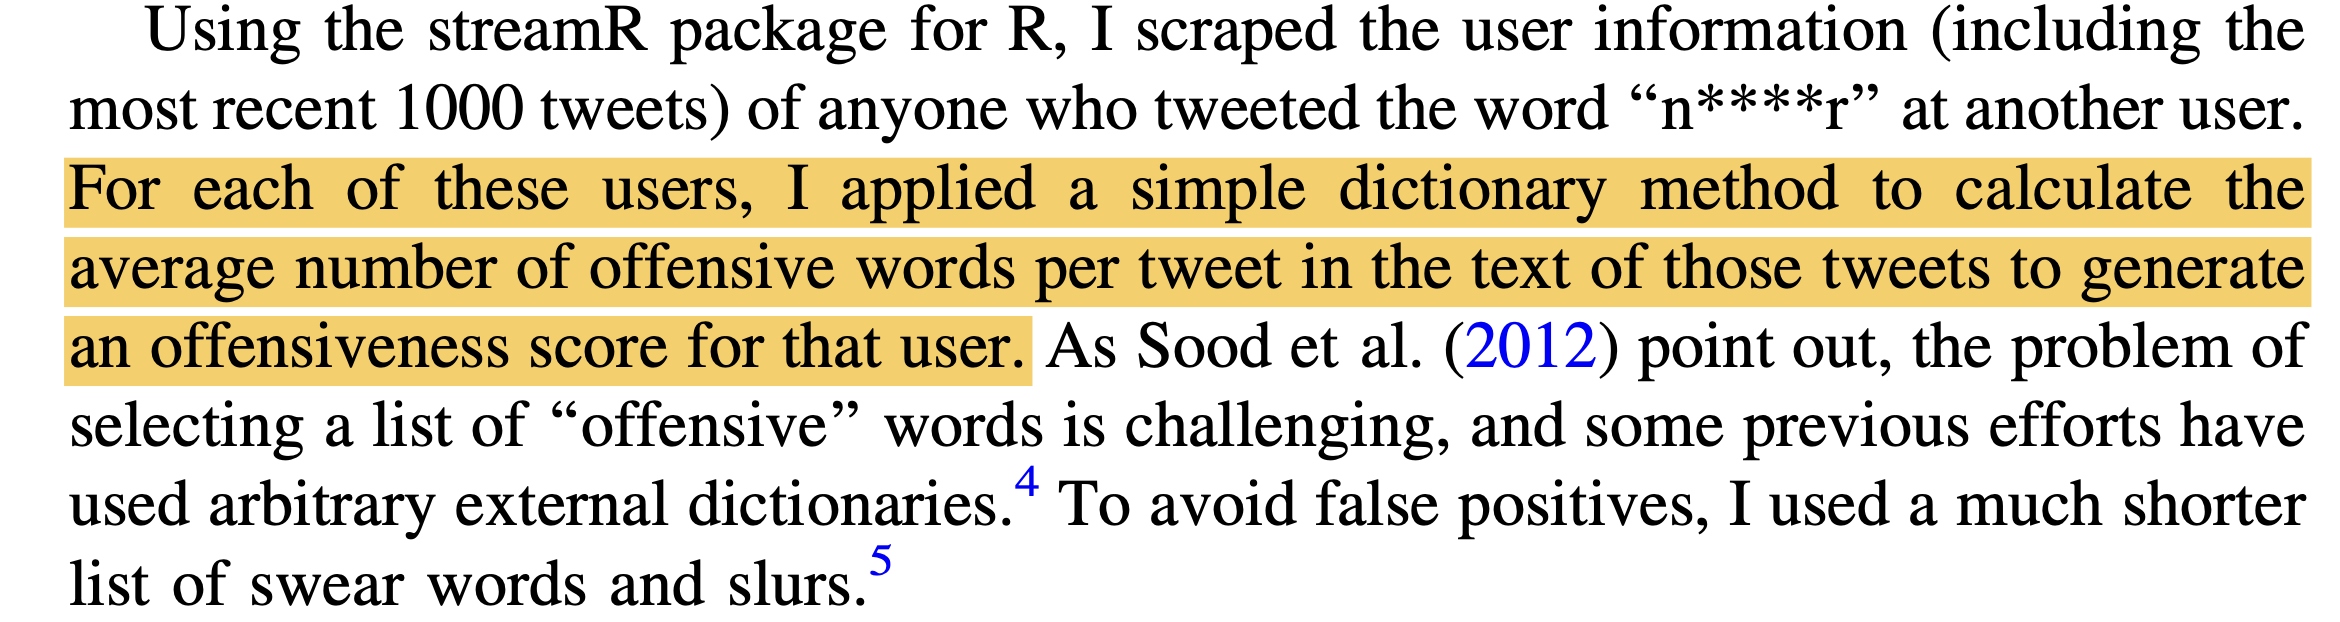 Using the streamR package for R, I scraped the user information (including the
most recent 1000 tweets) of anyone who tweeted the word “n****r” at another user.
For each of these users, I applied a simple dictionary method to calculate the
average number of offensive words per tweet in the text of those tweets to generate
an offensiveness score for that user. As Sood et al. (2012) point out, the problem of
selecting a list of “offensive” words is challenging, and some previous efforts have
used arbitrary external dictionaries.4 To avoid false positives, I used a much shorter
list of swear words and slurs.5